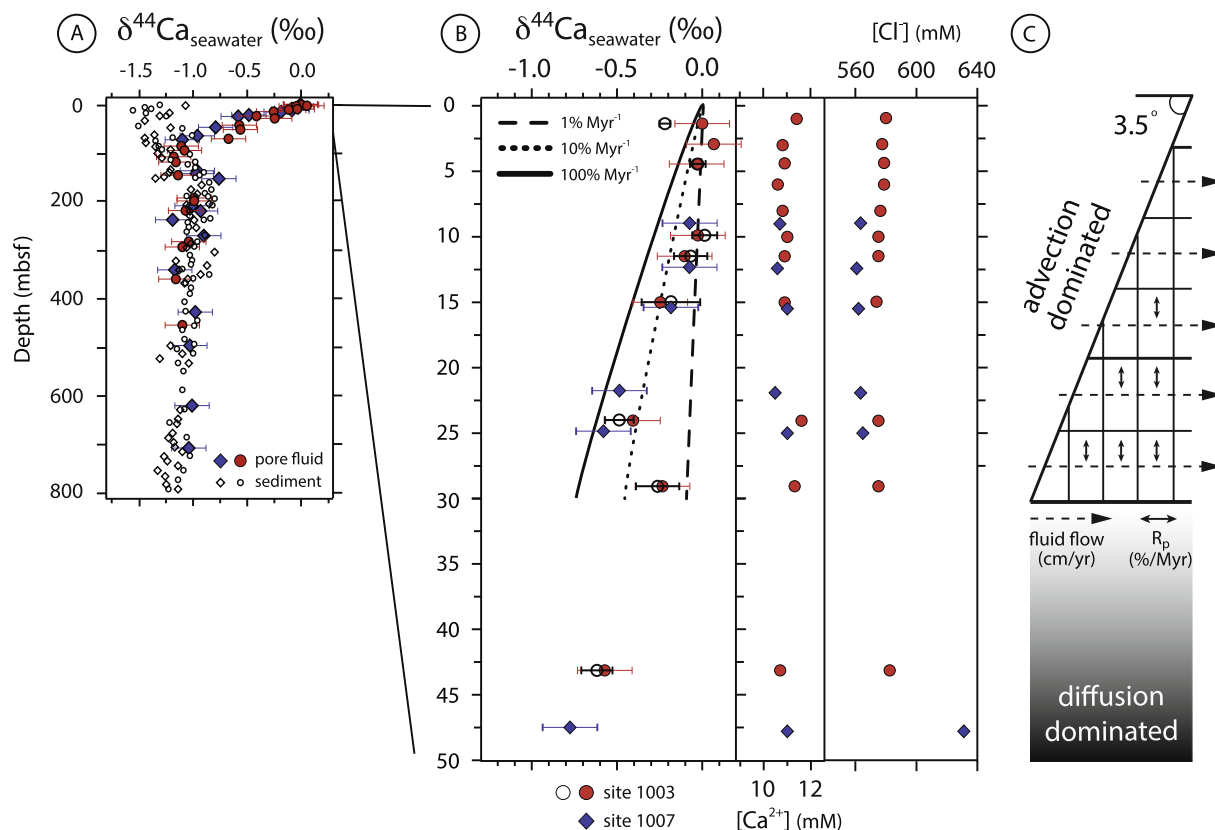 A
δ44Caseawater (‰)
-1.5 -1.0 -0.5 0.0
Depth (mbsf)
0
200
400
600
800
pore fluid
sediment
B
δ44Caseawater (‰)
-1.0 -0.5 0.0
0
5
10
15
20
25
30
35
40
45
50
1% Myr-1
10% Myr-1
100% Myr-1
site 1003
site 1007
10 12
[Ca2+] (mM)
[Cl-] (mM)
560 600 640
C
3.5°
advection
dominated
fluid flow
(cm/yr)
Rp
(%/Myr)
diffusion
dominated